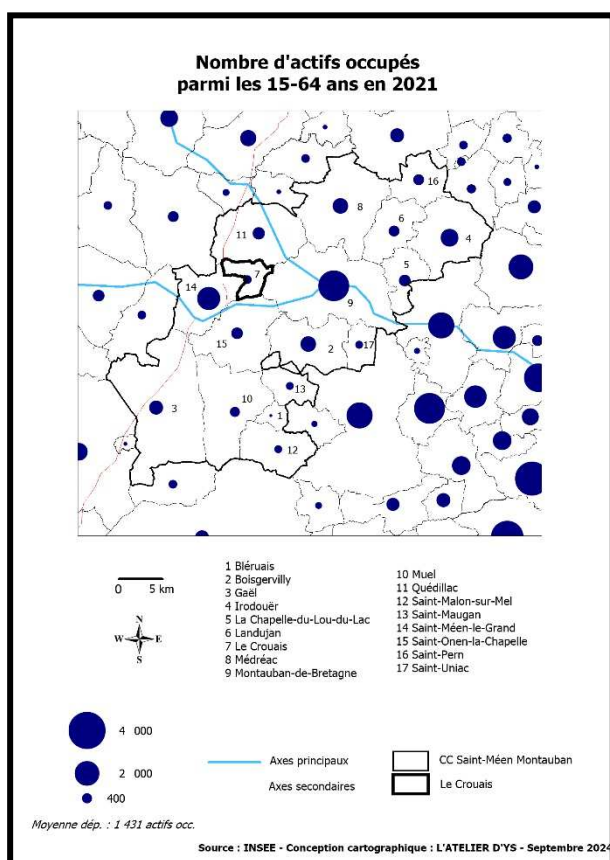 Nombre d'actifs occupés
parmi les 15-64 ans en 2021
16
8
6
11
4
7
5
14
9
15
2
17
13
3
10
1
12
0 5 km
N
W E
S
1 Bléruais
2 Boisgervilly
3 Gaël
4 Irodouër
5 La Chapelle-du-Lou-du-Lac
6 Landujan
7 Le Crouais
8 Médréac
9 Montauban-de-Bretagne
10 Muel
11 Quédillac
12 Saint-Malon-sur-Mel
13 Saint-Maugan
14 Saint-Méen-le-Grand
15 Saint-Onen-la-Chapelle
16 Saint-Pern
17 Saint-Uniac
4 000
2 000
400
Axes principaux
Axes secondaires
CC Saint-Méen Montauban
Le Crouais
Moyenne dép. : 1 431 actifs occ.
Source : INSEE - Conception cartographique : L'ATELIER D'YS - Septembre 2024